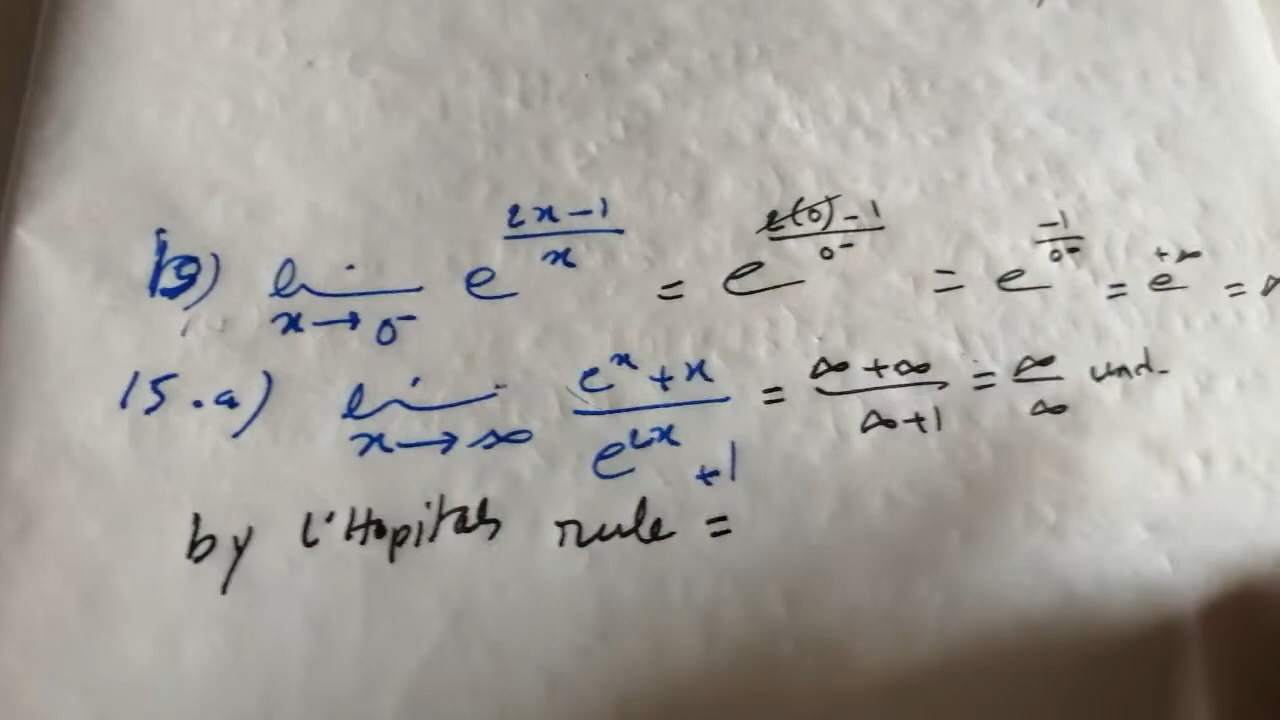 b) lim x→0⁻ e^((2x-1)/x) = e^((2(0)-1)/0⁻) = e^(-1/0⁻) = e^(+∞) =
15.a) lim x→∞ (e^x + x)/(e^(2x) + 1) = (∞+∞)/(∞+1) = ∞/∞ und.
by L'Hopitals rule =